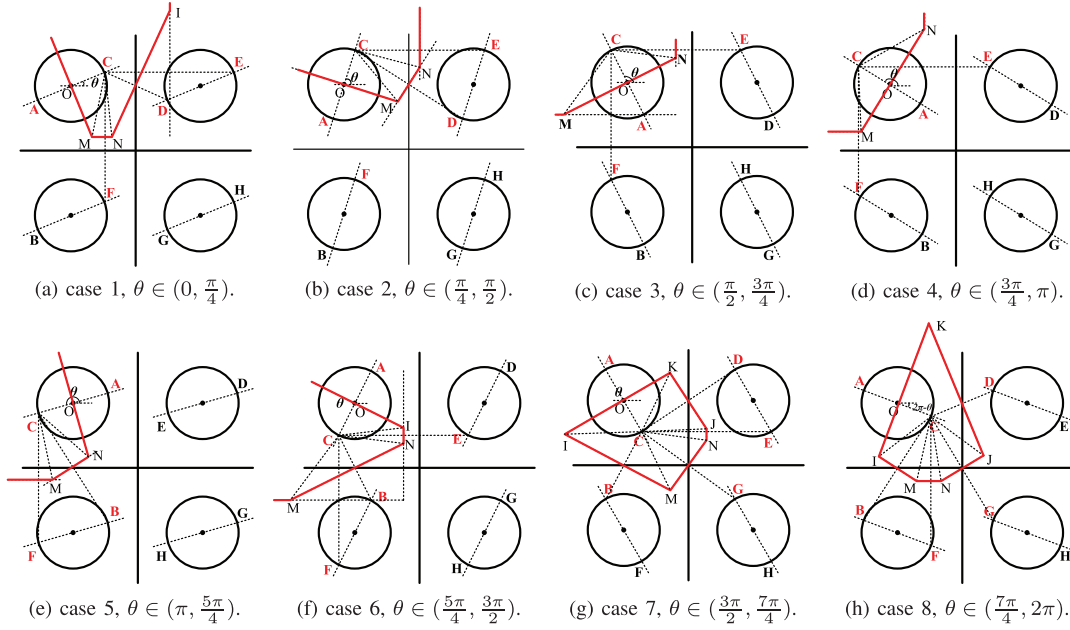 I
C
E
θ
O
A
D
M
N
F
H
B
G
(a) case 1, θ ∈ (0, π/4).
C
E
θ
O
N
M
A
D
F
H
B
G
(b) case 2, θ ∈ (π/4, π/2).
C
E
θ
N
O
M
A
D
F
H
B
G
(c) case 3, θ ∈ (π/2, 3π/4).
N
C
E
θ
O
A
D
M
F
H
B
G
(d) case 4, θ ∈ (3π/4, π).
A
D
θ
O
C
E
N
M
B
G
F
H
(e) case 5, θ ∈ (π, 5π/4).
D
θ
O
I
C
N
E
M
B
G
F
H
(f) case 6, θ ∈ (5π/4, 3π/2).
A
K
D
θ
O
I
C
J
N
E
M
B
G
F
H
(g) case 7, θ ∈ (3π/2, 7π/4).
K
A
D
O
2π-θ
C
E
I
J
M
N
B
G
F
H
(h) case 8, θ ∈ (7π/4, 2π).